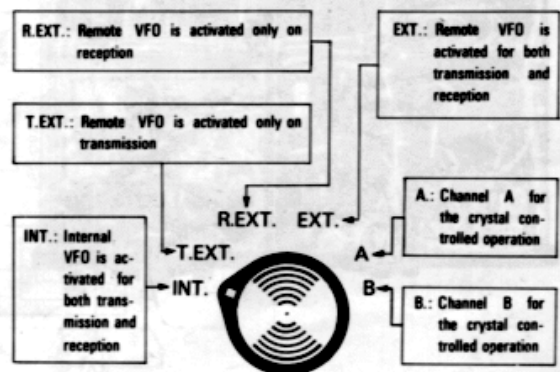 R.EXT.: Remote VFO is activated only on
reception
EXT.: Remote VFO is
activated for both
transmission and
reception
T.EXT.: Remote VFO is activated only on
transmission
R.EXT. EXT.
A.: Channel A for
the crystal con-
trolled operation
INT.: Internal
VFO is ac-
tivated for
both trans-
mission and
reception
T.EXT.
A
INT.
B
B.: Channel B for
the crystal con-
trolled operation